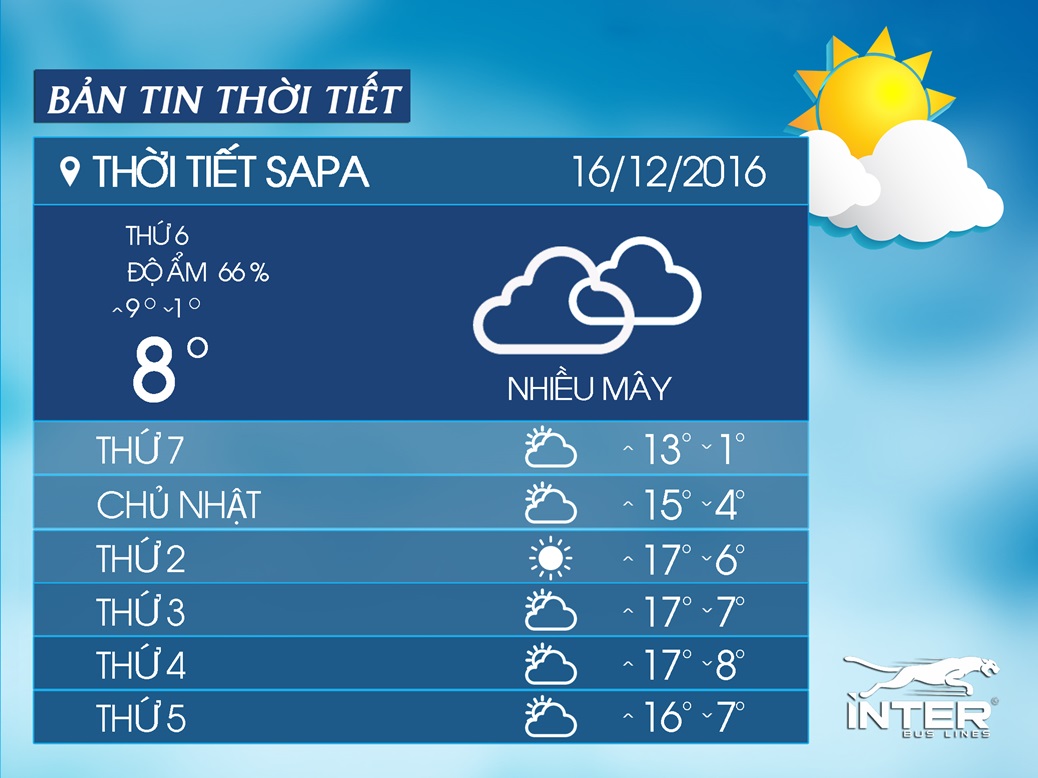 BẢN TIN THỜI TIẾT
THỜI TIẾT SAPA 16/12/2016
THỨ 6
ĐỘ ẨM 66 %
9° 1°
8°
NHIỀU MÂY
THỨ 7 13° 1°
CHỦ NHẬT 15° 4°
THỨ 2 17° 6°
THỨ 3 17° 7°
THỨ 4 17° 8°
THỨ 5 16° 7°
INTER
BUS LINES